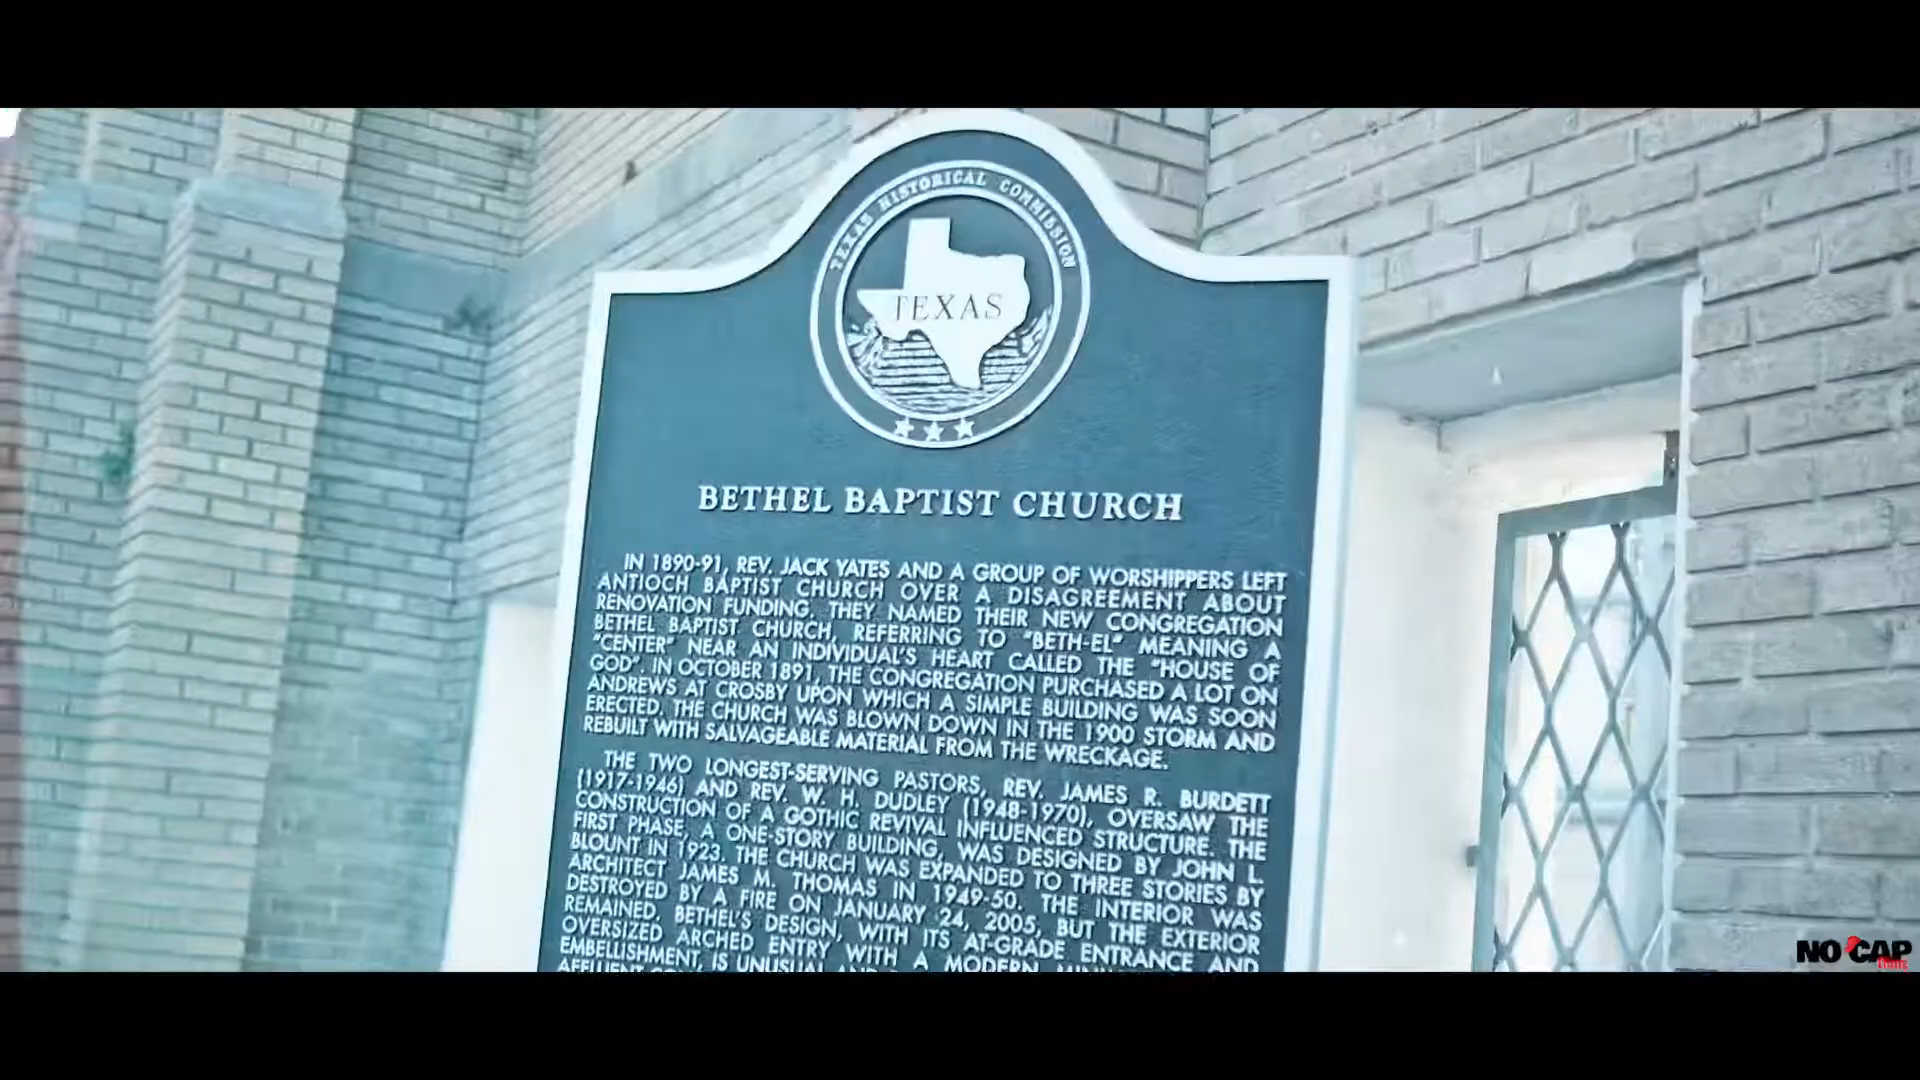 TEXAS HISTORICAL COMMISSION
TEXAS
BETHEL BAPTIST CHURCH
IN 1890-91, REV. JACK YATES AND A GROUP OF WORSHIPPERS LEFT
ANTIOCH BAPTIST CHURCH OVER A DISAGREEMENT ABOUT
RENOVATION FUNDING. THEY NAMED THEIR NEW CONGREGATION
BETHEL BAPTIST CHURCH, REFERRING TO "BETH-EL" MEANING A
"CENTER" NEAR AN INDIVIDUAL'S HEART CALLED THE "HOUSE OF
GOD". IN OCTOBER 1891, THE CONGREGATION PURCHASED A LOT ON
ANDREWS AT CROSBY UPON WHICH A SIMPLE BUILDING WAS SOON
ERECTED. THE CHURCH WAS BLOWN DOWN IN THE 1900 STORM AND
REBUILT WITH SALVAGEABLE MATERIAL FROM THE WRECKAGE.
THE TWO LONGEST-SERVING PASTORS, REV. JAMES R. BURDETT
(1917-1946) AND REV. W. H. DUDLEY (1948-1970), OVERSAW THE
CONSTRUCTION OF A GOTHIC REVIVAL INFLUENCED STRUCTURE. THE
FIRST PHASE, A ONE-STORY BUILDING, WAS DESIGNED BY JOHN L.
BLOUNT IN 1923. THE CHURCH WAS EXPANDED TO THREE STORIES BY
ARCHITECT JAMES M. THOMAS IN 1949-50. THE INTERIOR WAS
DESTROYED BY A FIRE ON JANUARY 24, 2005, BUT THE EXTERIOR
REMAINED. BETHEL'S DESIGN, WITH ITS AT-GRADE ENTRANCE AND
OVERSIZED ARCHED ENTRY WITH A MODERN,
EMBELLISHMENT, IS UNUSUAL AND
NO CAP